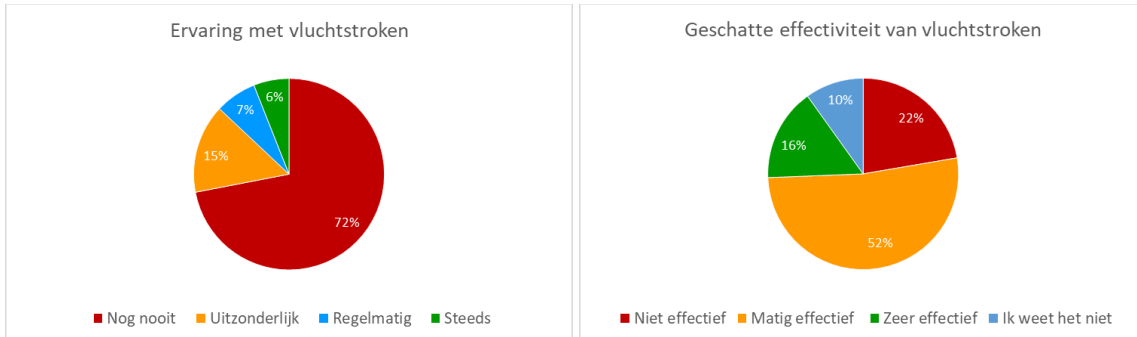 Ervaring met vluchtstroken
6%
7%
15%
72%
Nog nooit Uitzonderlijk Regelmatig Steeds
Geschatte effectiviteit van vluchtstroken
10%
22%
16%
52%
Niet effectief Matig effectief Zeer effectief Ik weet het niet